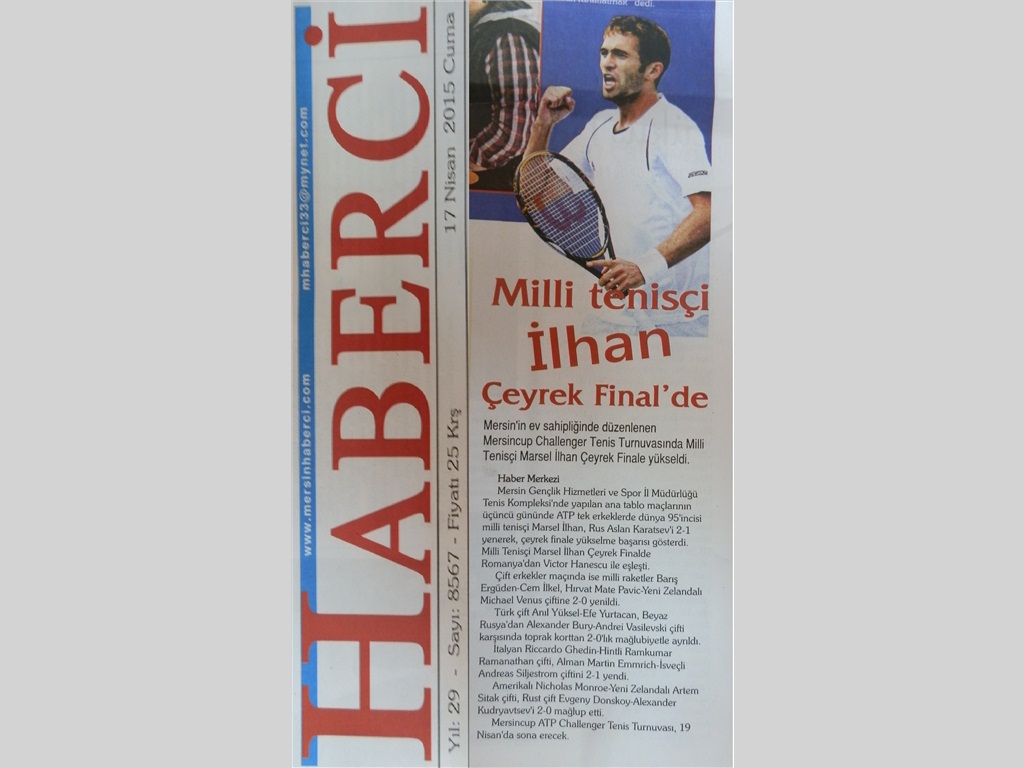 www.mersinhaberci.com mhaberci33@mynet.com
HABERCİ
Yıl: 29 - Sayı: 8567 - Fiyatı 25 Krş 17 Nisan 2015 Cuma
dedi.
Milli tenisçi
İlhan
Çeyrek Final'de
Mersin'in ev sahipliğinde düzenlenen
Mersincup Challenger Tenis Turnuvasında Milli
Tenisçi Marsel İlhan Çeyrek Finale yükseldi.
Haber Merkezi
Mersin Gençlik Hizmetleri ve Spor İl Müdürlüğü
Tenis Kompleksi'nde yapılan ana tablo maçlarının
üçüncü gününde ATP tek erkeklerde dünya 95'incisi
milli tenisçi Marsel İlhan, Rus Aslan Karatsev'i 2-1
yenerek, çeyrek finale yükselme başarısı gösterdi.
Milli Tenisçi Marsel İlhan Çeyrek Finalde
Romanya'dan Victor Hanescu ile eşleşti.
Çift erkekler maçında ise milli raketler Barış
Ergüden-Cem İlkel, Hırvat Mate Pavic-Yeni Zelandalı
Michael Venus çiftine 2-0 yenildi.
Türk çift Anıl Yüksel-Efe Yurtacan, Beyaz
Rusya'dan Alexander Bury-Andrei Vasilevski çifti
karşısında toprak korttan 2-0'lık mağlubiyetle ayrıldı.
İtalyan Riccardo Ghedin-Hintli Ramkumar
Ramanathan çifti, Alman Martin Emmrich-İsveçli
Andreas Siljestrom çiftini 2-1 yendi.
Amerikalı Nicholas Monroe-Yeni Zelandalı Artem
Sitak çifti, Rust çift Evgeny Donskoy-Alexander
Kudryavtsev'i 2-0 mağlup etti.
Mersincup ATP Challenger Tenis Turnuvası, 19
Nisan'da sona erecek.